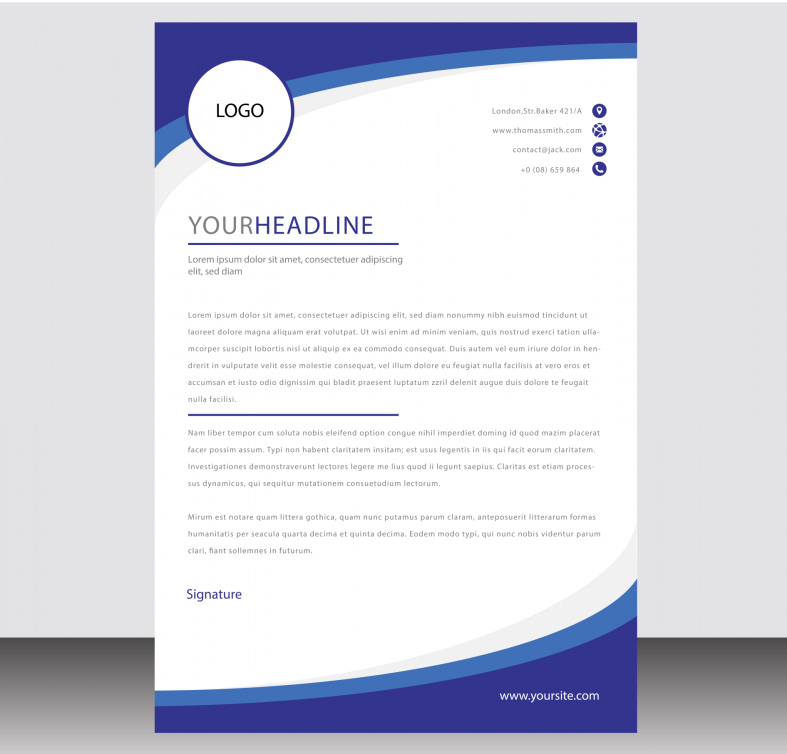 LOGO
London,Str.Baker 421/A
www.thomassmith.com
contact@jack.com
+0 (08) 659 864
YOURHEADLINE
Lorem ipsum dolor sit amet, consectetuer adipiscing
elit, sed diam
Lorem ipsum dolor sit amet, consectetuer adipiscing elit, sed diam nonummy nibh euismod tincidunt ut
laoreet dolore magna aliquam erat volutpat. Ut wisi enim ad minim veniam, quis nostrud exerci tation ulla-
mcorper suscipit lobortis nisl ut aliquip ex ea commodo consequat. Duis autem vel eum iriure dolor in hen-
drerit in vulputate velit esse molestie consequat, vel illum dolore eu feugiat nulla facilisis at vero eros et
accumsan et iusto odio dignissim qui bladit praesent luptatum zzril delenit augue duis dolore te feugait
nulla facilisi.
Nam liber tempor cum soluta nobis eleifend option congue nihil imperdiet doming id quod mazim placerat
facer possim assum. Typi non habent claritatem insitam; est usus legentis in iis qui facit eorum claritatem.
Investigationes demonstraverunt lectores legere me lius quod ii legunt saepius. Claritas est etiam proces-
sus dynamicus, qui sequitur mutationem consuetudium lectorum.
Mirum est notare quam littera gothica, quam nunc putamus parum claram, anteposuerit litterarum formas
humanitatis per seacula quarta decima et quinta decima. Eodem modo typi, qui nunc nobis videntur parum
clari, fiant sollemnes in futurum.
Signature
www.yoursite.com